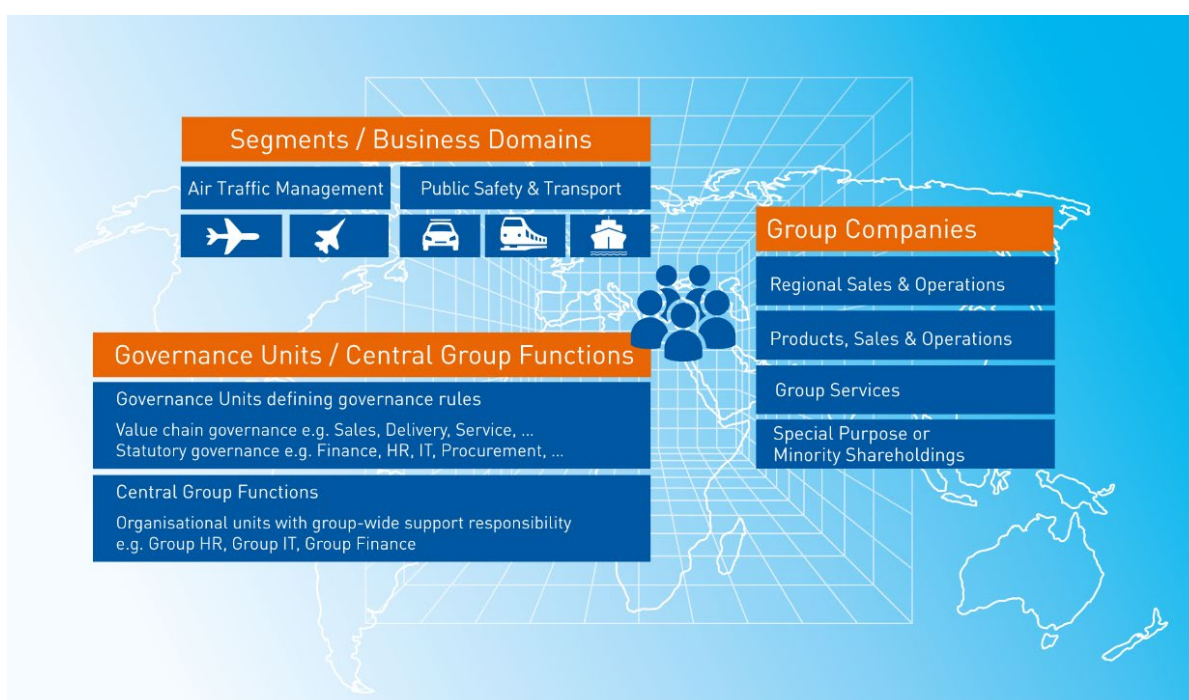 Segments / Business Domains
Air Traffic Management
Public Safety & Transport
Group Companies
Regional Sales & Operations
Products, Sales & Operations
Group Services
Special Purpose or
Minority Shareholdings
Governance Units / Central Group Functions
Governance Units defining governance rules
Value chain governance e.g. Sales, Delivery, Service, ...
Statutory governance e.g. Finance, HR, IT, Procurement, ...
Central Group Functions
Organisational units with group-wide support responsibility
e.g. Group HR, Group IT, Group Finance